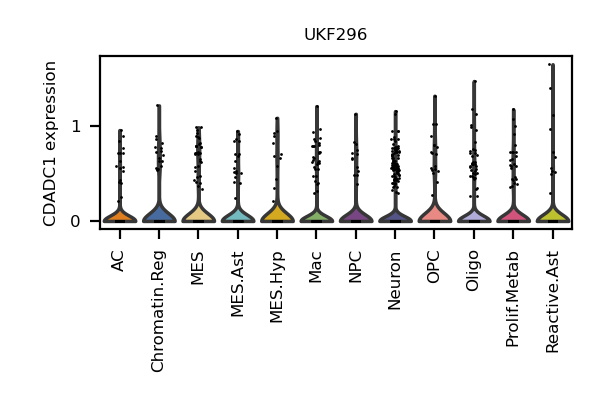 UKF296
CDADC1 expression
1
0
AC
Chromatin.Reg
MES
MES.Ast
MES.Hyp
Mac
NPC
Neuron
OPC
Oligo
Prolif.Metab
Reactive.Ast